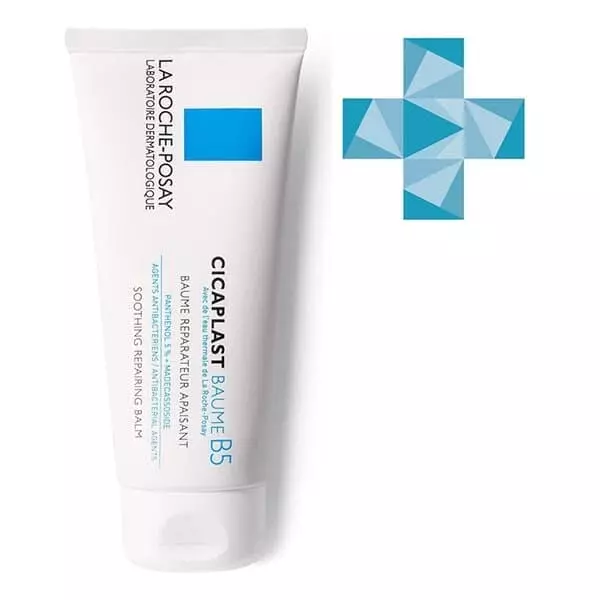 LA ROCHE-POSAY
LABORATOIRE DERMATOLOGIQUE
CICAPLAST BAUME B5
Avec de l'eau thermale de La Roche-Posay
BAUME REPARATEUR APAISANT
PANTHENOL 5 % + MADECASSOSIDE
AGENTS ANTIBACTERIENS / ANTIBACTERIAL AGENTS
SOOTHING REPAIRING BALM